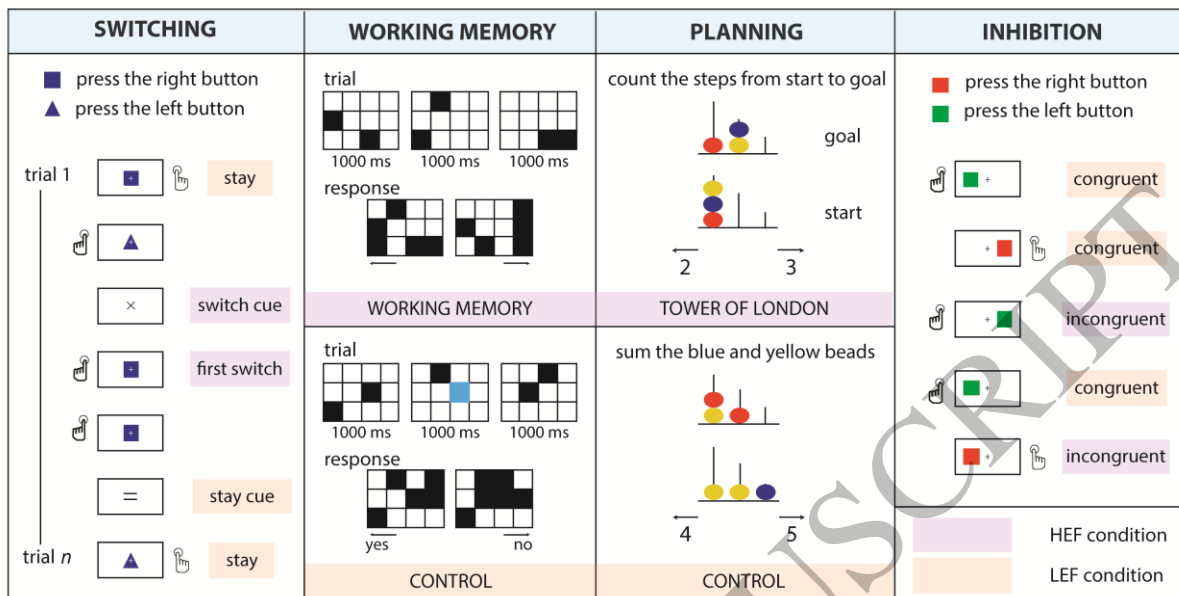 SWITCHING
press the right button
press the left button
trial 1
stay
switch cue
×
first switch
=
stay cue
trial n
stay
WORKING MEMORY
trial
1000 ms 1000 ms 1000 ms
response
WORKING MEMORY
trial
1000 ms 1000 ms 1000 ms
response
yes no
CONTROL
PLANNING
count the steps from start to goal
goal
start
2 3
TOWER OF LONDON
sum the blue and yellow beads
4 5
CONTROL
INHIBITION
press the right button
press the left button
congruent
congruent
incongruent
congruent
incongruent
HEF condition
LEF condition
USCRIPT